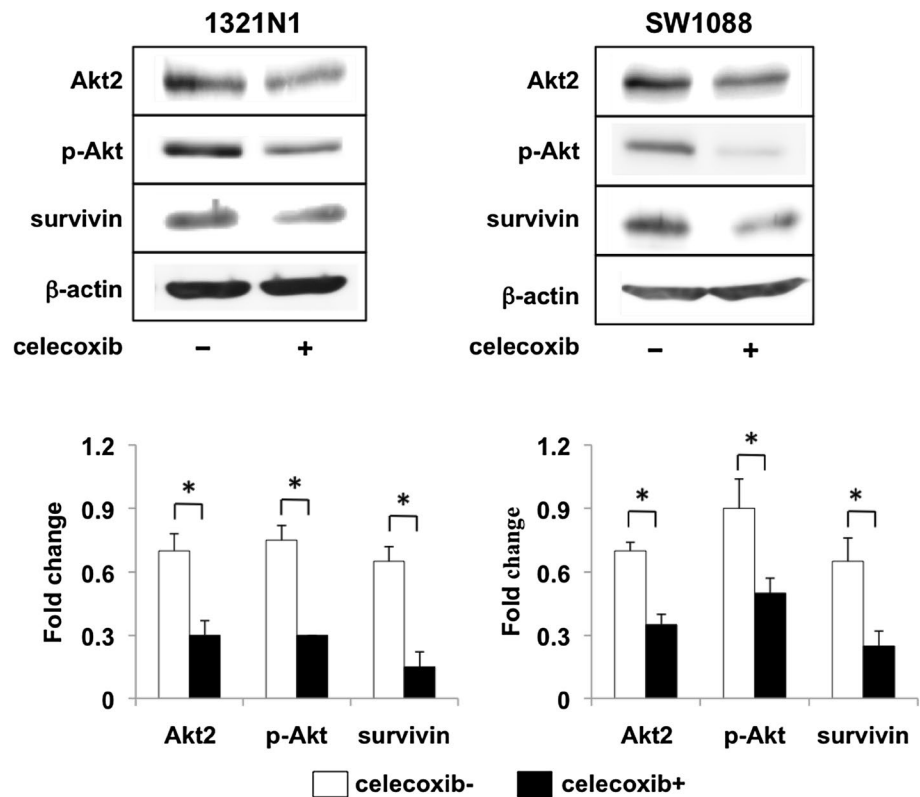 1321N1
Akt2
p-Akt
survivin
β-actin
celecoxib – +
SW1088
Akt2
p-Akt
survivin
β-actin
celecoxib – +
Fold change
1.2
0.9
0.6
0.3
0
* * *
Akt2 p-Akt survivin
Fold change
1.2
0.9
0.6
0.3
0
* * *
Akt2 p-Akt survivin
celecoxib- celecoxib+